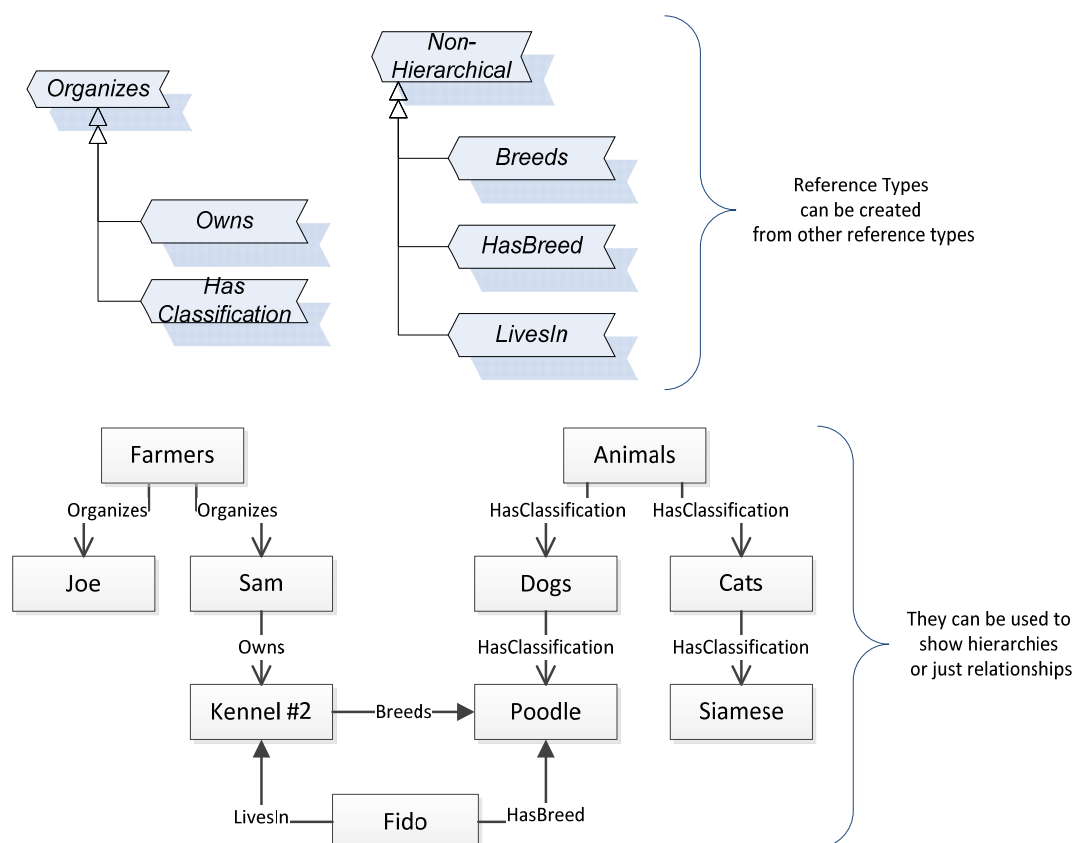 Organizes
Non-
Hierarchical
Breeds
Owns
HasBreed
Has
Classification
LivesIn
Reference Types
can be created
from other reference types
Farmers
Animals
Organizes
Organizes
HasClassification
HasClassification
Joe
Sam
Dogs
Cats
Owns
HasClassification
HasClassification
Kennel #2
Breeds
Poodle
Siamese
LivesIn
Fido
HasBreed
They can be used to
show hierarchies
or just relationships